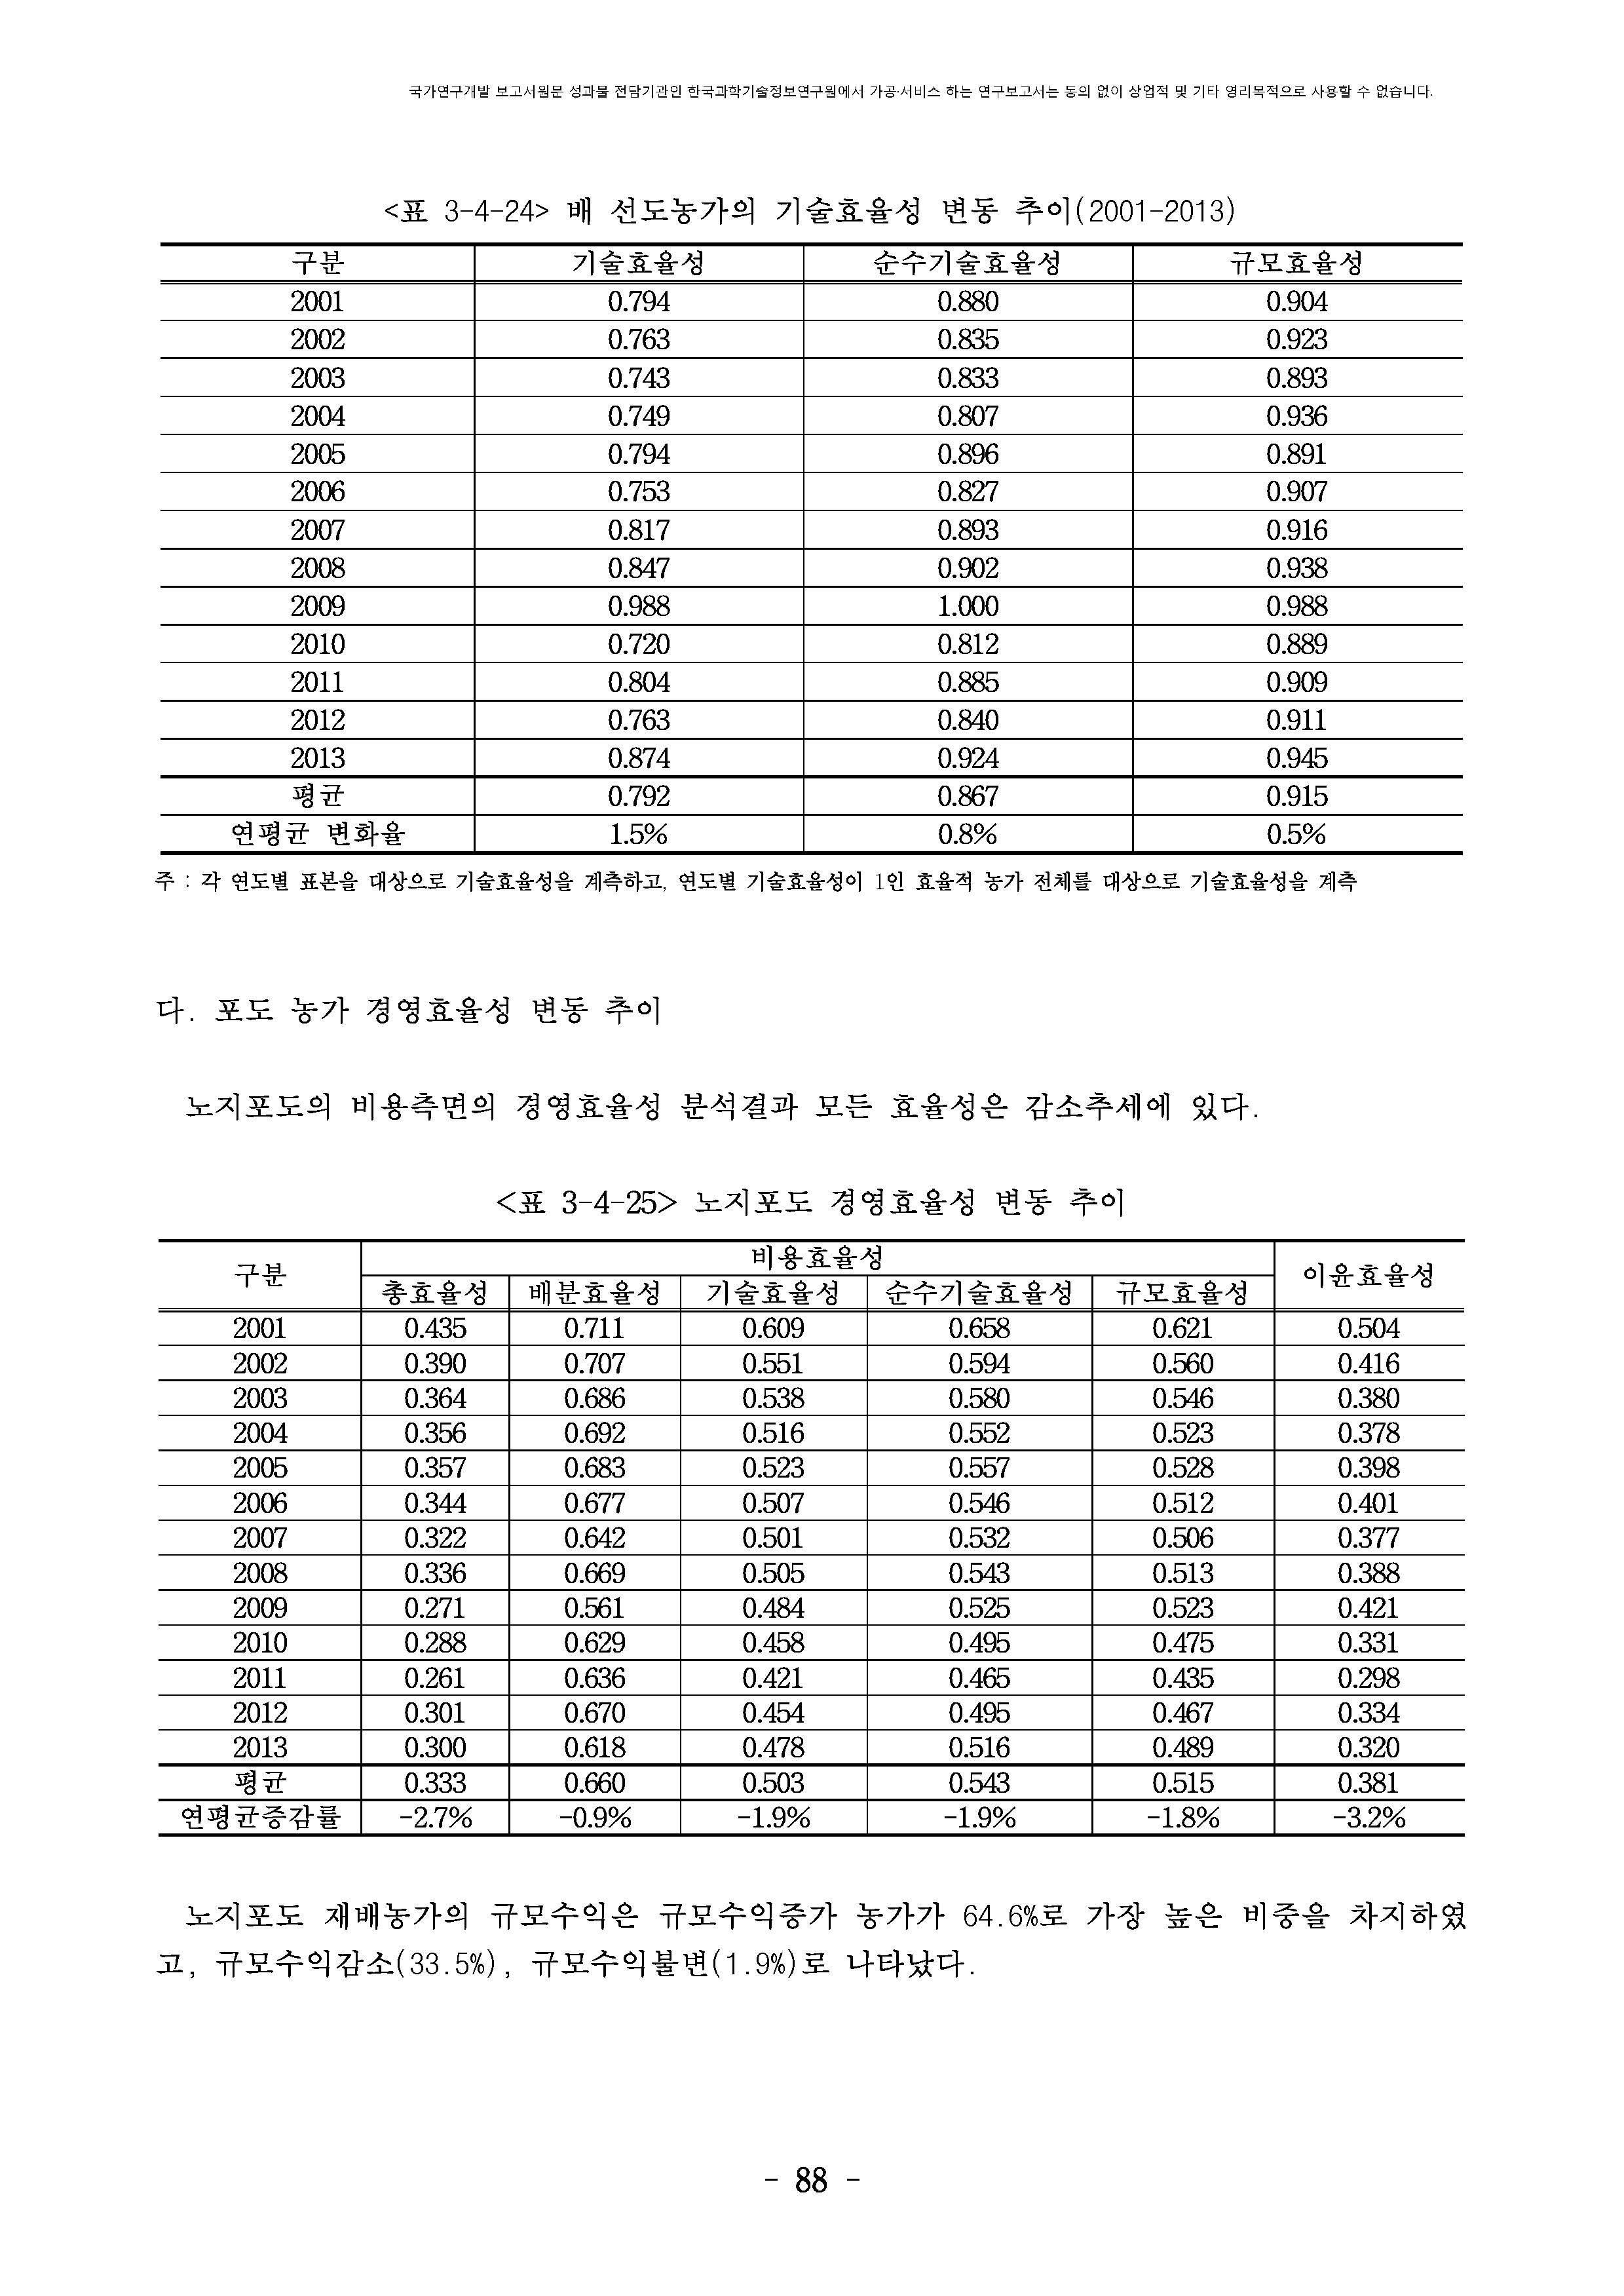 국가연구개발 보고서원문 성과물 전담기관인 한국과학기술정보연구원에서 가공·서비스 하는 연구보고서는 동의 없이 상업적 및 기타 영리목적으로 사용할 수 없습니다.
<표 3-4-24> 배 선도농가의 기술효율성 변동 추이(2001-2013)
구분 기술효율성 순수기술효율성 규모효율성
2001 0.794 0.880 0.904
2002 0.763 0.835 0.923
2003 0.743 0.833 0.893
2004 0.749 0.807 0.936
2005 0.794 0.896 0.891
2006 0.753 0.827 0.907
2007 0.817 0.893 0.916
2008 0.847 0.902 0.938
2009 0.988 1.000 0.988
2010 0.720 0.812 0.889
2011 0.804 0.885 0.909
2012 0.763 0.840 0.911
2013 0.874 0.924 0.945
평균 0.792 0.867 0.915
연평균 변화율 1.5% 0.8% 0.5%
주 : 각 연도별 표본을 대상으로 기술효율성을 계측하고, 연도별 기술효율성이 1인 효율적 농가 전체를 대상으로 기술효율성을 계측
다. 포도 농가 경영효율성 변동 추이
노지포도의 비용측면의 경영효율성 분석결과 모든 효율성은 감소추세에 있다.
<표 3-4-25> 노지포도 경영효율성 변동 추이
구분 비용효율성 이윤효율성
총효율성 배분효율성 기술효율성 순수기술효율성 규모효율성
2001 0.435 0.711 0.609 0.658 0.621 0.504
2002 0.390 0.707 0.551 0.594 0.560 0.416
2003 0.364 0.686 0.538 0.580 0.546 0.380
2004 0.356 0.692 0.516 0.552 0.523 0.378
2005 0.357 0.683 0.523 0.557 0.528 0.398
2006 0.344 0.677 0.507 0.546 0.512 0.401
2007 0.322 0.642 0.501 0.532 0.506 0.377
2008 0.336 0.669 0.505 0.543 0.513 0.388
2009 0.271 0.561 0.484 0.525 0.523 0.421
2010 0.288 0.629 0.458 0.495 0.475 0.331
2011 0.261 0.636 0.421 0.465 0.435 0.298
2012 0.301 0.670 0.454 0.495 0.467 0.334
2013 0.300 0.618 0.478 0.516 0.489 0.320
평균 0.333 0.660 0.503 0.543 0.515 0.381
연평균증감률 -2.7% -0.9% -1.9% -1.9% -1.8% -3.2%
노지포도 재배농가의 규모수익은 규모수익증가 농가가 64.6%로 가장 높은 비중을 차지하였
고, 규모수익감소(33.5%), 규모수익불변(1.9%)로 나타났다.
- 88 -